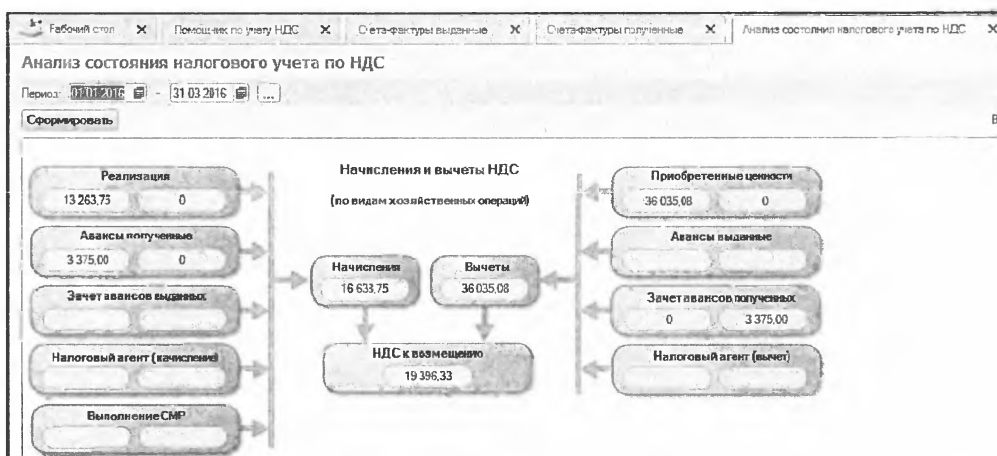 Рабочий стол × Помощник по учету НДС × Счета-фактуры выданные × Счета-фактуры полученные × Анализ состояния налогового учета по НДС ×
Анализ состояния налогового учета по НДС
Период: 01.01.2016 - 31.03.2016 ...
Сформировать
Начисления и вычеты НДС
(по видам хозяйственных операций)
Реализация
13 263,75 0
Авансы полученные
3 375,00 0
Зачет авансов выданных
Налоговый агент (начисление)
Выполнение СМР
Начисления
16 638,75
Вычеты
36 035,08
НДС к возмещению
19 396,33
Приобретенные ценности
36 035,08 0
Авансы выданные
Зачет авансов полученных
0 3 375,00
Налоговый агент (вычет)